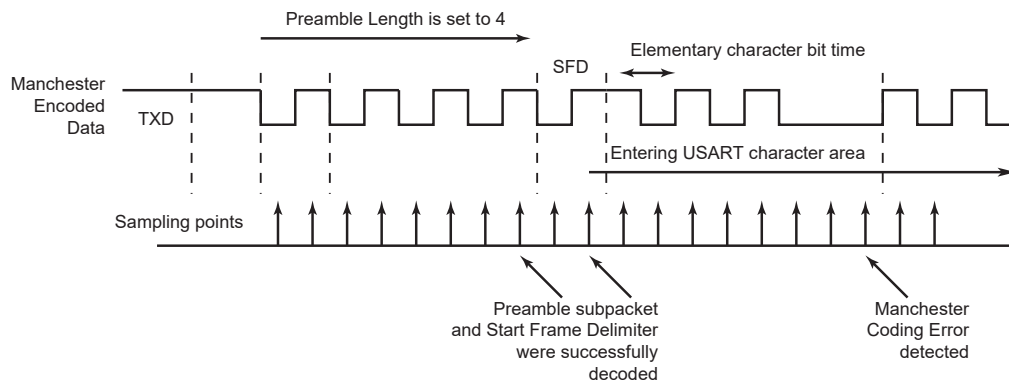 Preamble Length is set to 4
Elementary character bit time
SFD
Manchester
Encoded
Data
TXD
Entering USART character area
Sampling points
Preamble subpacket
and Start Frame Delimiter
were successfully
decoded
Manchester
Coding Error
detected